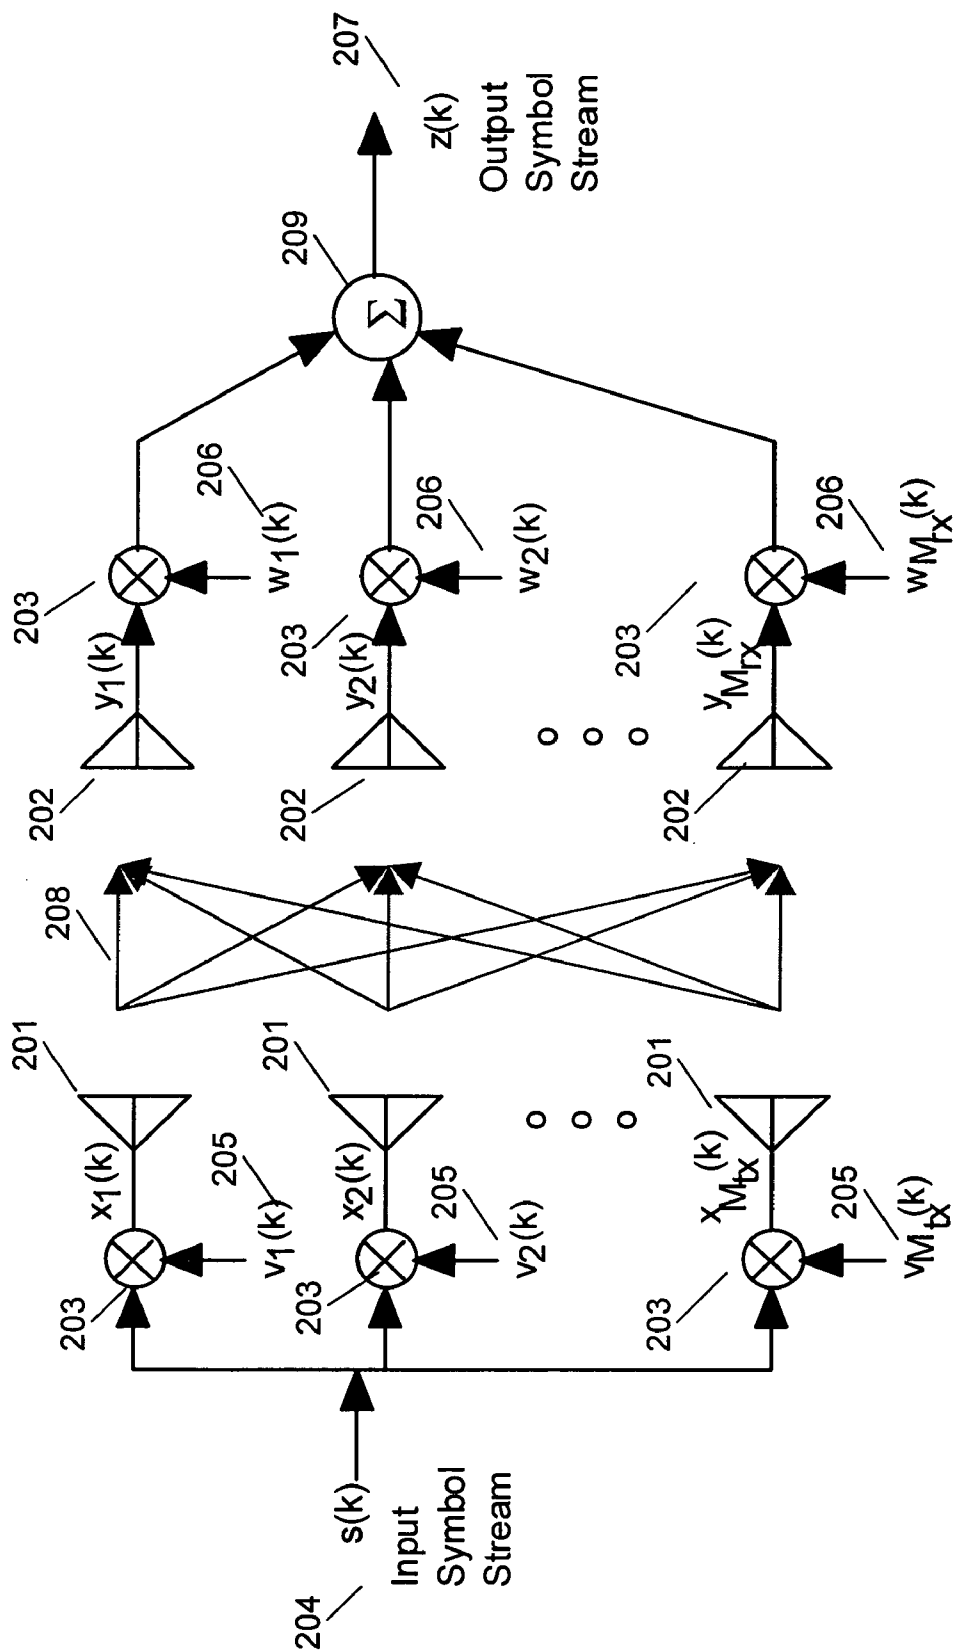 204
s(k)
Input
Symbol
Stream
203
x1(k)
201
v1(k)
205
203
x2(k)
201
v2(k)
205
203
xMtx(k)
201
vMtx(k)
205
208
202
y1(k)
203
w1(k)
206
202
y2(k)
203
w2(k)
206
202
yMrx(k)
203
wMrx(k)
206
209
Σ
207
z(k)
Output
Symbol
Stream